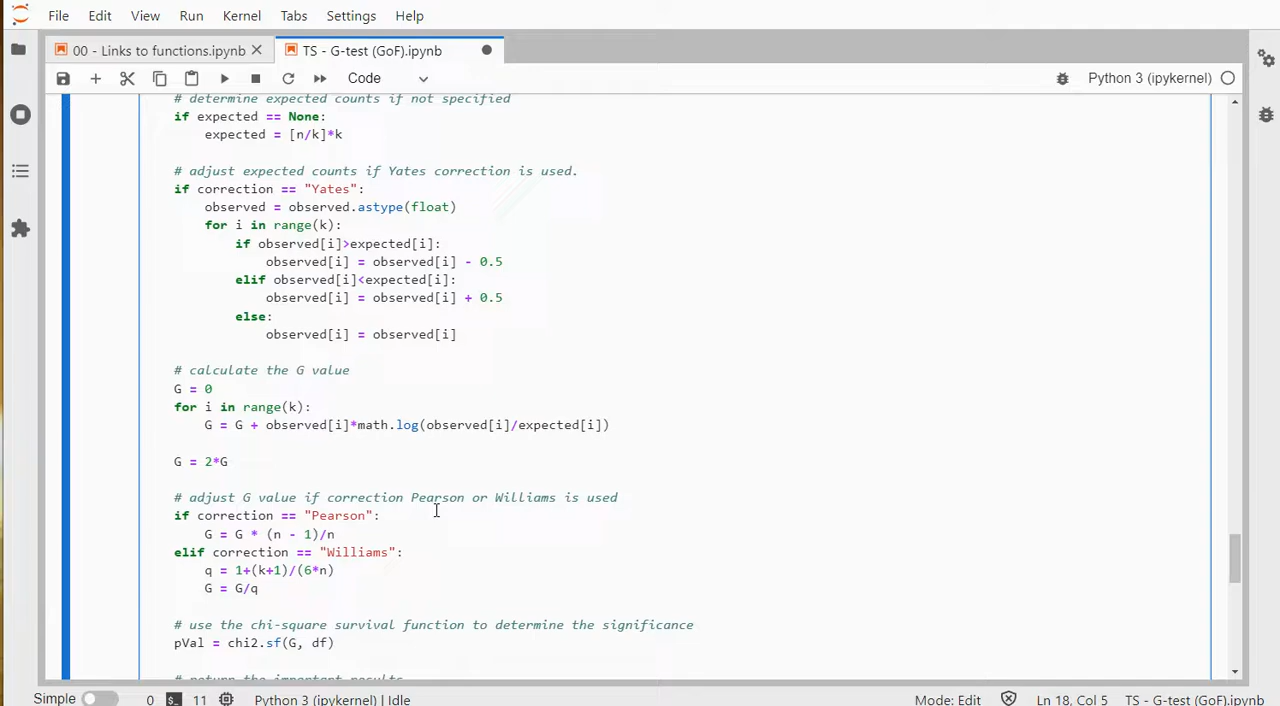 File Edit View Run Kernel Tabs Settings Help
00 - Links to functions.ipynb TS - G-test (GoF).ipynb
Code Python 3 (ipykernel)
# determine expected counts if not specified
if expected == None:
expected = [n/k]*k
# adjust expected counts if Yates correction is used.
if correction == "Yates":
observed = observed.astype(float)
for i in range(k):
if observed[i]>expected[i]:
observed[i] = observed[i] - 0.5
elif observed[i]<expected[i]:
observed[i] = observed[i] + 0.5
else:
observed[i] = observed[i]
# calculate the G value
G = 0
for i in range(k):
G = G + observed[i]*math.log(observed[i]/expected[i])
G = 2*G
# adjust G value if correction Pearson or Williams is used
if correction == "Pearson":
G = G * (n - 1)/n
elif correction == "Williams":
q = 1+(k+1)/(6*n)
G = G/q
# use the chi-square survival function to determine the significance
pVal = chi2.sf(G, df)
# return the important results
Simple 0 11 Python 3 (ipykernel) | Idle Mode: Edit Ln 18, Col 5 TS - G-test (GoF).ipynb